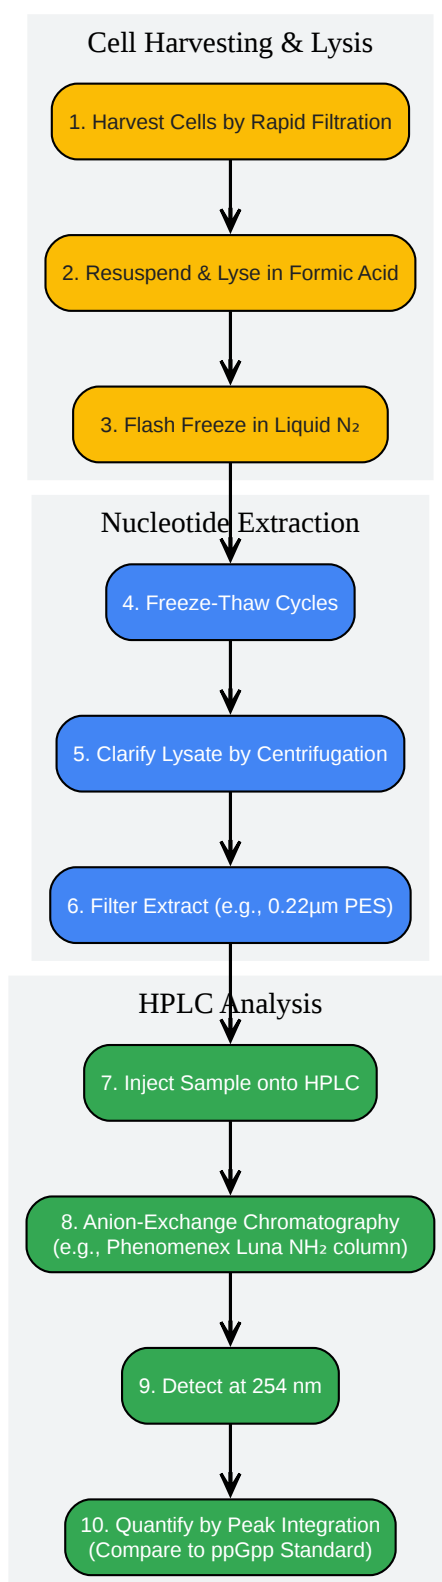 Cell Harvesting & Lysis
1. Harvest Cells by Rapid Filtration
2. Resuspend & Lyse in Formic Acid
3. Flash Freeze in Liquid N₂
Nucleotide Extraction
4. Freeze-Thaw Cycles
5. Clarify Lysate by Centrifugation
6. Filter Extract (e.g., 0.22µm PES)
HPLC Analysis
7. Inject Sample onto HPLC
8. Anion-Exchange Chromatography
(e.g., Phenomenex Luna NH₂ column)
9. Detect at 254 nm
10. Quantify by Peak Integration
(Compare to ppGpp Standard)